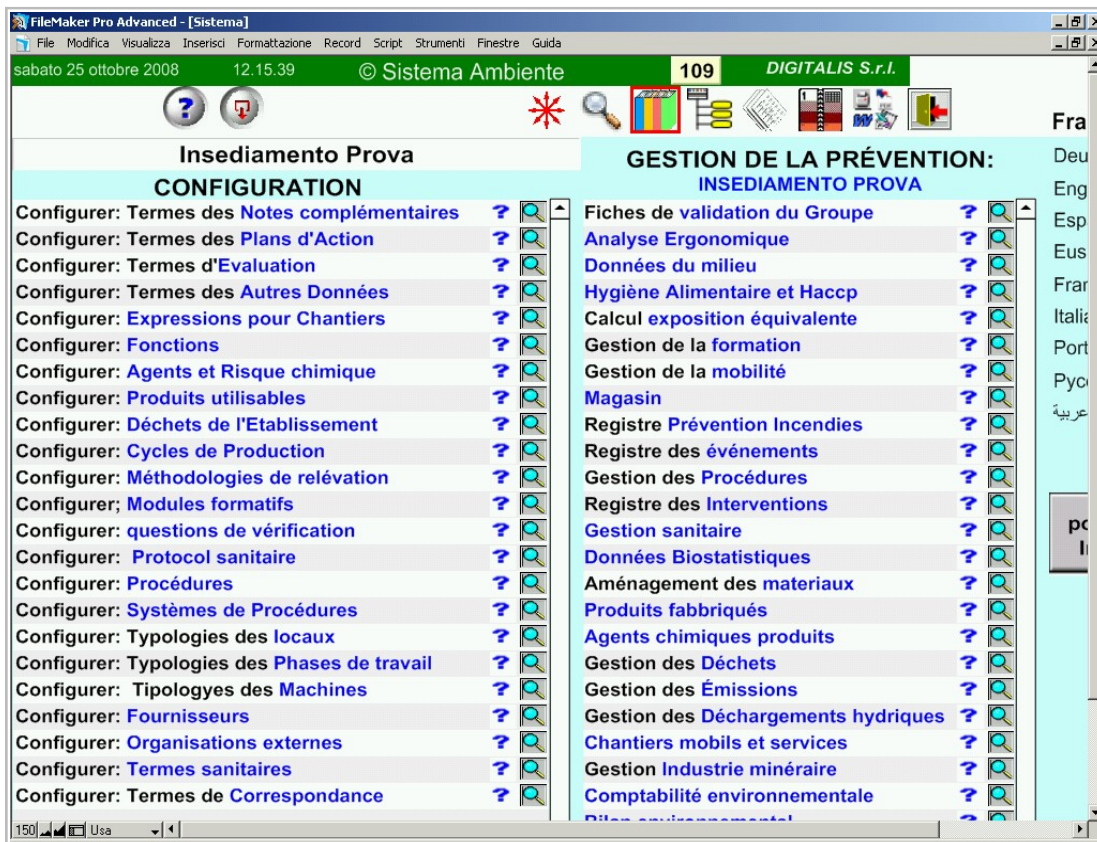 FileMaker Pro Advanced - [Sistema]
File Modifica Visualizza Inserisci Formattazione Record Script Strumenti Finestre Guida
sabato 25 ottobre 2008 12.15.39 © Sistema Ambiente 109 DIGITALIS S.r.l.
Insediamento Prova
CONFIGURATION
Configurer: Termes des Notes complémentaires ?
Configurer: Termes des Plans d'Action ?
Configurer: Termes d'Evaluation ?
Configurer: Termes des Autres Données ?
Configurer: Expressions pour Chantiers ?
Configurer: Fonctions ?
Configurer: Agents et Risque chimique ?
Configurer: Produits utilisables ?
Configurer: Déchets de l'Etablissement ?
Configurer: Cycles de Production ?
Configurer: Méthodologies de relévation ?
Configurer; Modules formatifs ?
Configurer: questions de vérification ?
Configurer: Protocol sanitaire ?
Configurer: Procédures ?
Configurer: Systèmes de Procédures ?
Configurer: Typologies des locaux ?
Configurer: Typologies des Phases de travail ?
Configurer: Tipologyes des Machines ?
Configurer: Fournisseurs ?
Configurer: Organisations externes ?
Configurer: Termes sanitaires ?
Configurer: Termes de Correspondance ?
GESTION DE LA PRÉVENTION:
INSEDIAMENTO PROVA
Fiches de validation du Groupe ?
Analyse Ergonomique ?
Données du milieu ?
Hygiène Alimentaire et Haccp ?
Calcul exposition équivalente ?
Gestion de la formation ?
Gestion de la mobilité ?
Magasin ?
Registre Prévention Incendies ?
Registre des événements ?
Gestion des Procédures ?
Registre des Interventions ?
Gestion sanitaire ?
Données Biostatistiques ?
Aménagement des materiaux ?
Produits fabbriqués ?
Agents chimiques produits ?
Gestion des Déchets ?
Gestion des Émissions ?
Gestion des Déchargements hydriques ?
Chantiers mobils et services ?
Gestion Industrie minéraire ?
Comptabilité environnementale ?
Bilan environnemental ?
Fra
Deu
Eng
Esp
Eus
Fran
Italia
Port
Русс
عربية
po
150 Usa